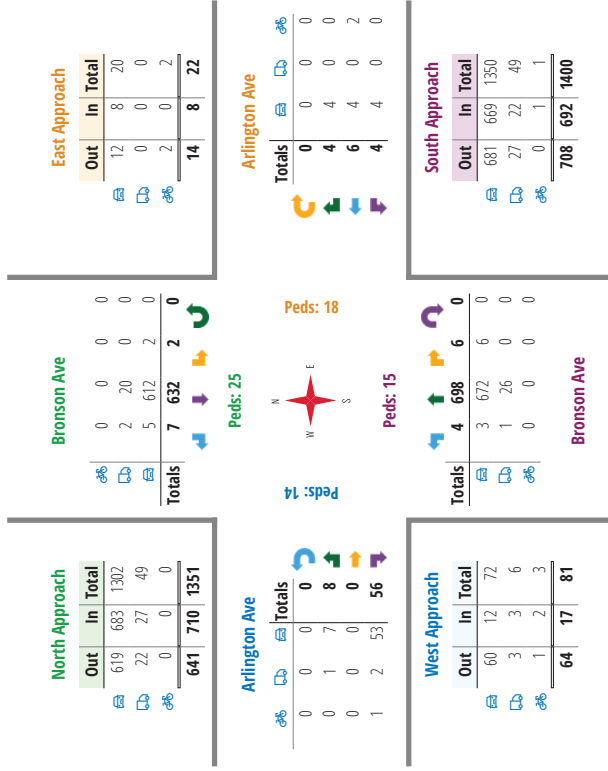 North Approach
Out In Total
619 683 1302
22 27 49
0 0 0
641 710 1351
Bronson Ave
0 0 0 0
2 20 0 0
5 612 2 0
Totals 7 632 2 0
East Approach
Out In Total
12 8 20
0 0 0
2 0 2
14 8 22
Peds: 25
Arlington Ave
Totals
0 0 0 0
0 1 7 8
0 0 0 0
1 2 53 56
Peds: 14
N
W E
S
Peds: 18
Arlington Ave
Totals
0 0 0 0
4 4 0 0
6 4 0 2
4 4 0 0
Peds: 15
West Approach
Out In Total
60 12 72
3 3 6
1 2 3
64 17 81
Totals 4 698 6 0
3 672 6 0
1 26 0 0
0 0 0 0
Bronson Ave
South Approach
Out In Total
681 669 1350
27 22 49
0 1 1
708 692 1400